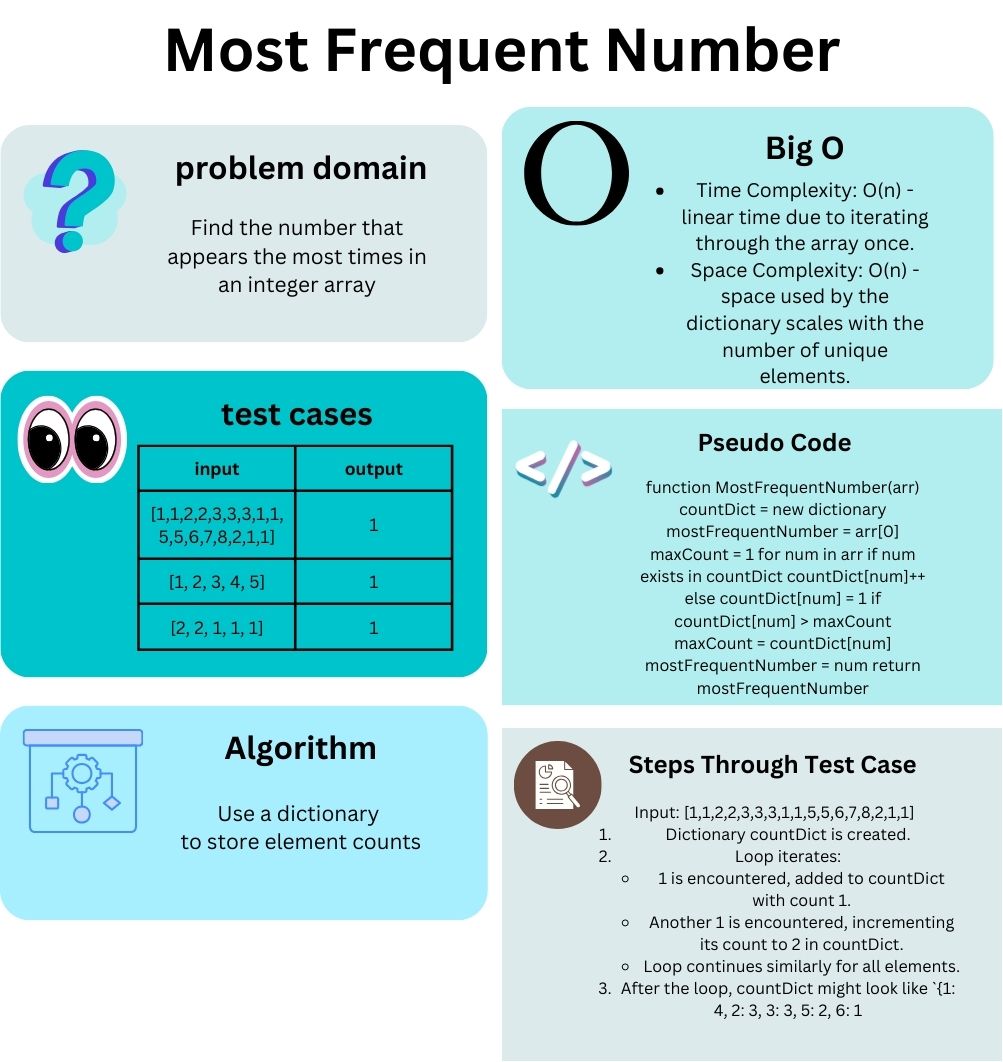 Most Frequent Number
problem domain
Find the number that
appears the most times in
an integer array
O
Big O
• Time Complexity: O(n) -
linear time due to iterating
through the array once.
• Space Complexity: O(n) -
space used by the
dictionary scales with the
number of unique
elements.
test cases
input output
[1,1,2,2,3,3,3,1,1,
5,5,6,7,8,2,1,1] 1
[1, 2, 3, 4, 5] 1
[2, 2, 1, 1, 1] 1
</>
Pseudo Code
function MostFrequentNumber(arr)
countDict = new dictionary
mostFrequentNumber = arr[0]
maxCount = 1 for num in arr if num
exists in countDict countDict[num]++
else countDict[num] = 1 if
countDict[num] > maxCount
maxCount = countDict[num]
mostFrequentNumber = num return
mostFrequentNumber
Algorithm
Use a dictionary
to store element counts
Steps Through Test Case
Input: [1,1,2,2,3,3,3,1,1,5,5,6,7,8,2,1,1]
1. Dictionary countDict is created.
2. Loop iterates:
◦ 1 is encountered, added to countDict
with count 1.
◦ Another 1 is encountered, incrementing
its count to 2 in countDict.
◦ Loop continues similarly for all elements.
3. After the loop, countDict might look like `{1:
4, 2: 3, 3: 3, 5: 2, 6: 1